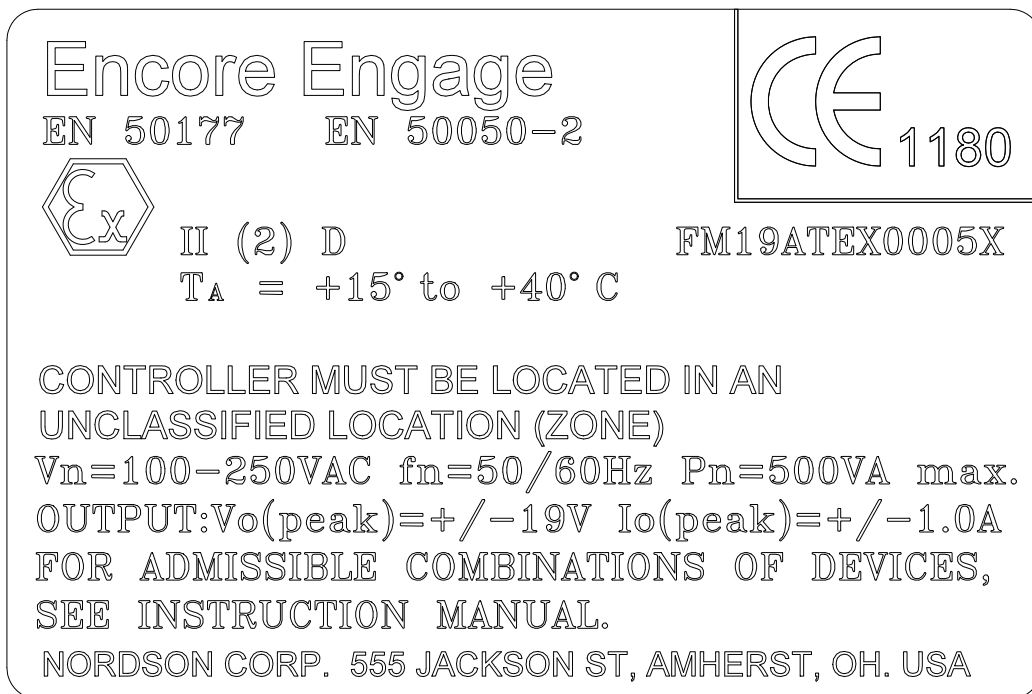 Encore Engage
EN 50177 EN 50050-2
CE 1180
Ex
II (2) D FM19ATEX0005X
TA = +15° to +40° C
CONTROLLER MUST BE LOCATED IN AN
UNCLASSIFIED LOCATION (ZONE)
Vn=100-250VAC fn=50/60Hz Pn=500VA max.
OUTPUT:Vo(peak)=+/-19V Io(peak)=+/-1.0A
FOR ADMISSIBLE COMBINATIONS OF DEVICES,
SEE INSTRUCTION MANUAL.
NORDSON CORP. 555 JACKSON ST, AMHERST, OH. USA